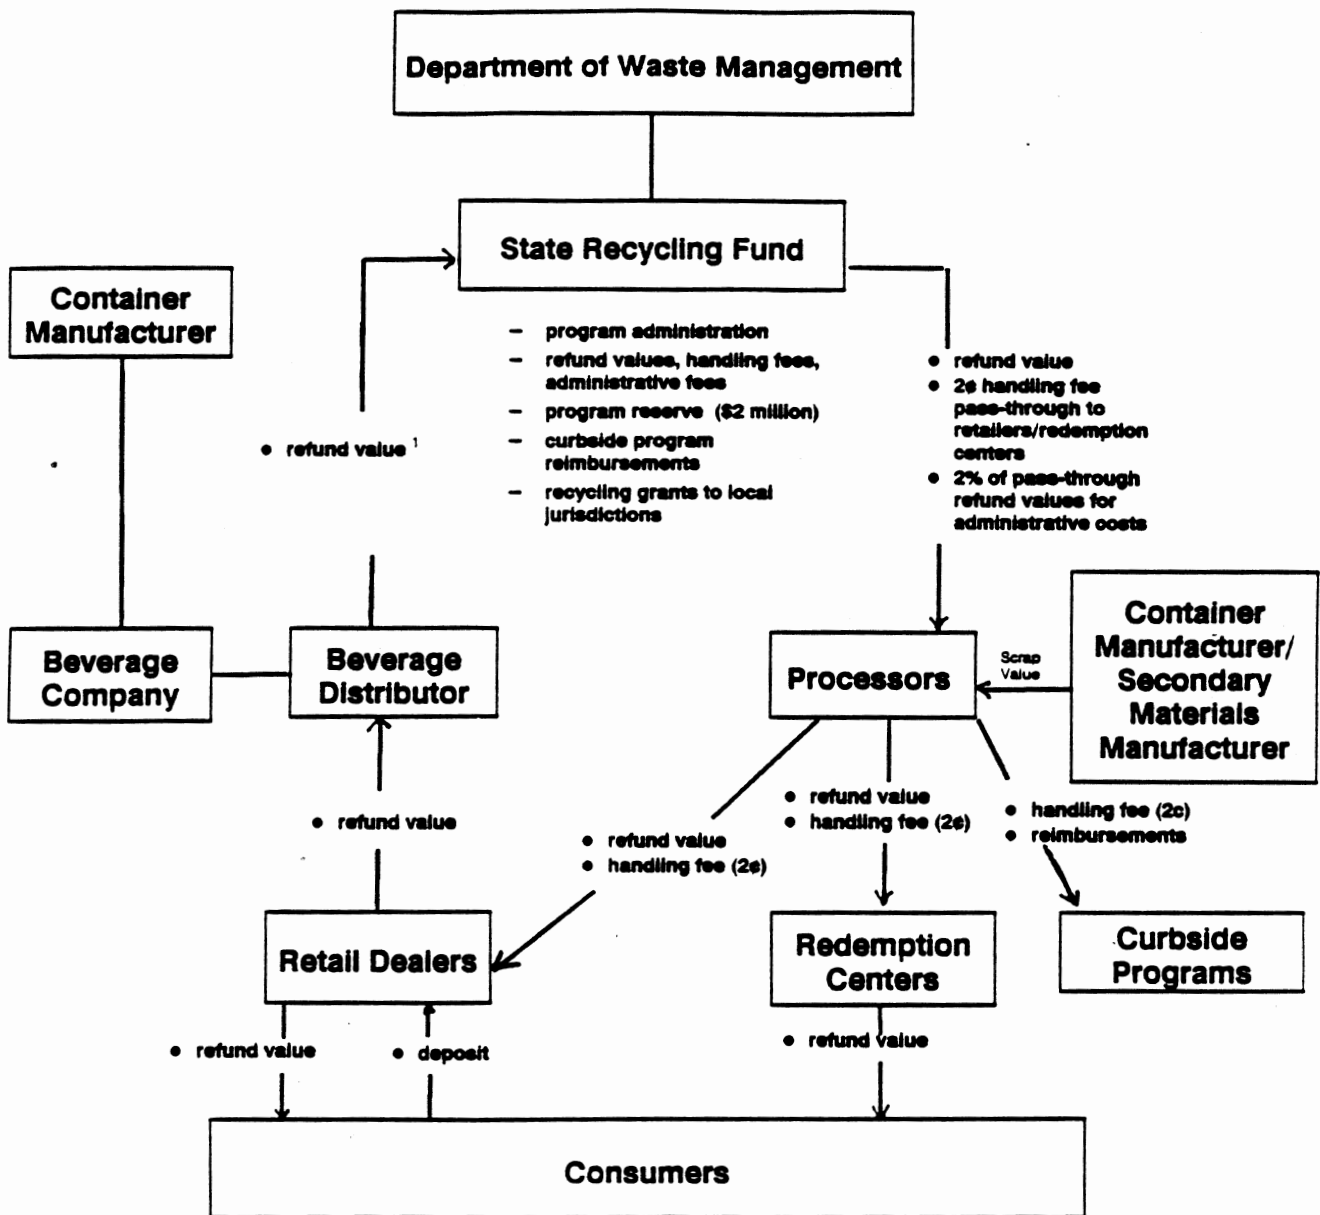 Department of Waste Management
State Recycling Fund
Container
Manufacturer
– program administration
– refund values, handling fees,
administrative fees
– program reserve ($2 million)
– curbside program
reimbursements
– recycling grants to local
jurisdictions
• refund value
• 2¢ handling fee
pass-through to
retailers/redemption
centers
• 2% of pass-through
refund values for
administrative costs
• refund value ¹
Beverage
Company
Beverage
Distributor
Processors
Scrap
Value
Container
Manufacturer/
Secondary
Materials
Manufacturer
• refund value
• refund value
• handling fee (2¢)
• refund value
• handling fee (2¢)
• handling fee (2c)
• reimbursements
Retail Dealers
Redemption
Centers
Curbside
Programs
• refund value
• deposit
• refund value
Consumers